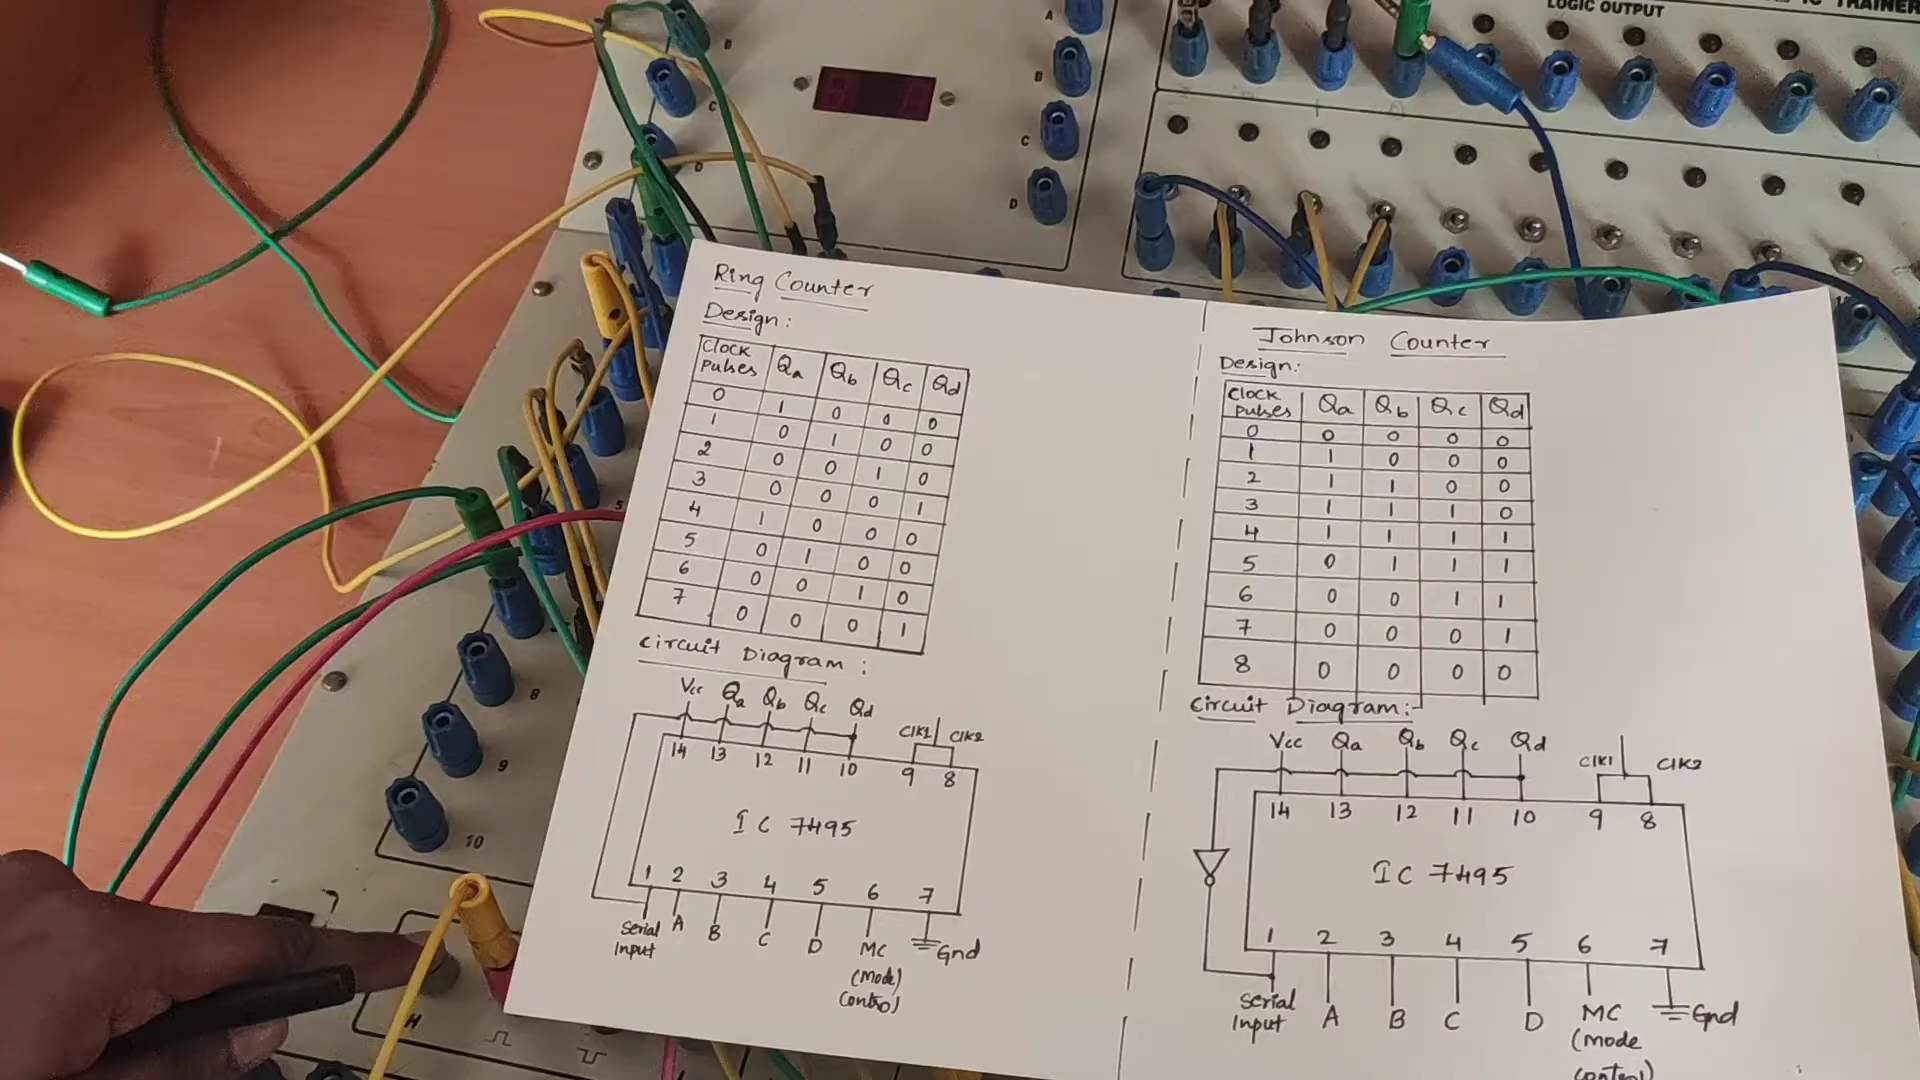 LOGIC OUTPUT
IC TRAINER
A
B
C
D
B
C
D
5
8
9
10
H
Ring Counter
Design:
Clock pulses Qa Qb Qc Qd
0 1 0 0 0
1 0 1 0 0
2 0 0 1 0
3 0 0 0 1
4 1 0 0 0
5 0 1 0 0
6 0 0 1 0
7 0 0 0 1
Circuit Diagram :
Vcc Qa Qb Qc Qd Clk1 Clk2
14 13 12 11 10 9 8
IC 7495
1 2 3 4 5 6 7
Serial Input A B C D MC (Mode) Control Gnd
Johnson Counter
Design:
Clock pulses Qa Qb Qc Qd
0 0 0 0 0
1 1 0 0 0
2 1 1 0 0
3 1 1 1 0
4 1 1 1 1
5 0 1 1 1
6 0 0 1 1
7 0 0 0 1
8 0 0 0 0
Circuit Diagram:-
Vcc Qa Qb Qc Qd Clk1 Clk2
14 13 12 11 10 9 8
IC 7495
1 2 3 4 5 6 7
Serial Input A B C D MC (mode control) Gnd